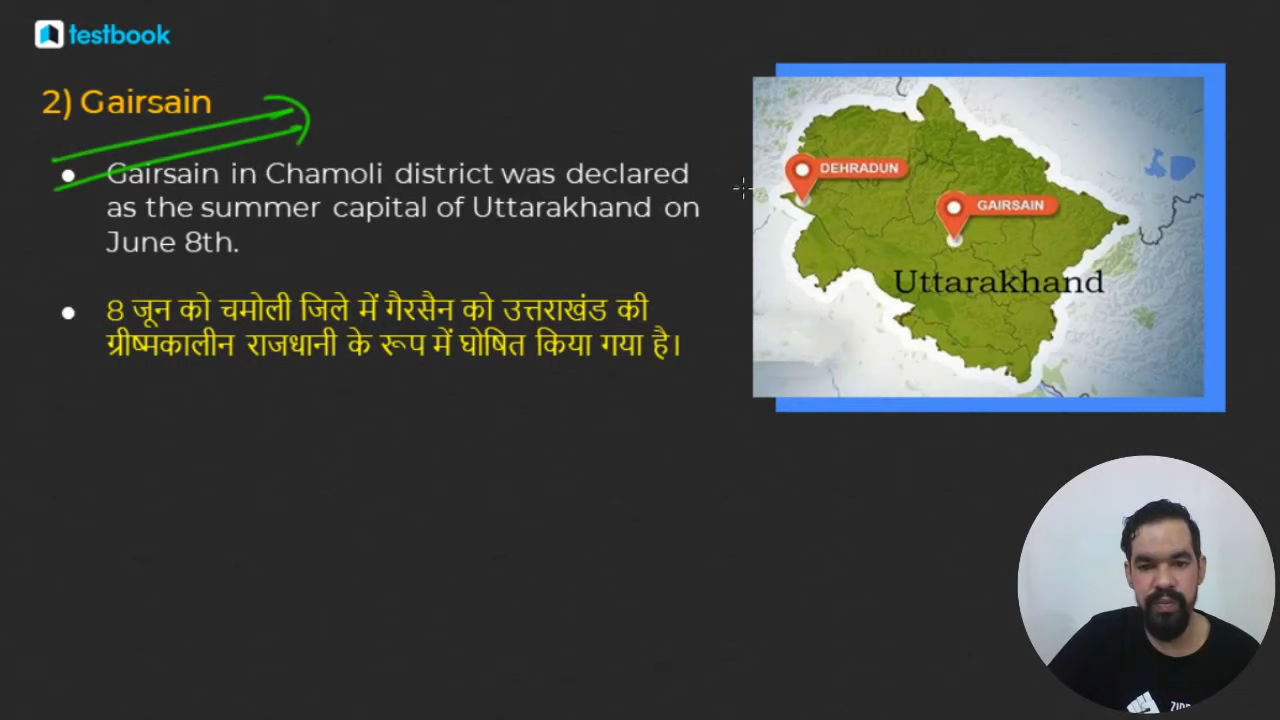 testbook
2) Gairsain
Gairsain in Chamoli district was declared
as the summer capital of Uttarakhand on
June 8th.
8 जून को चमोली जिले में गैरसैन को उत्तराखंड की
ग्रीष्मकालीन राजधानी के रूप में घोषित किया गया है।
DEHRADUN
GAIRSAIN
Uttarakhand